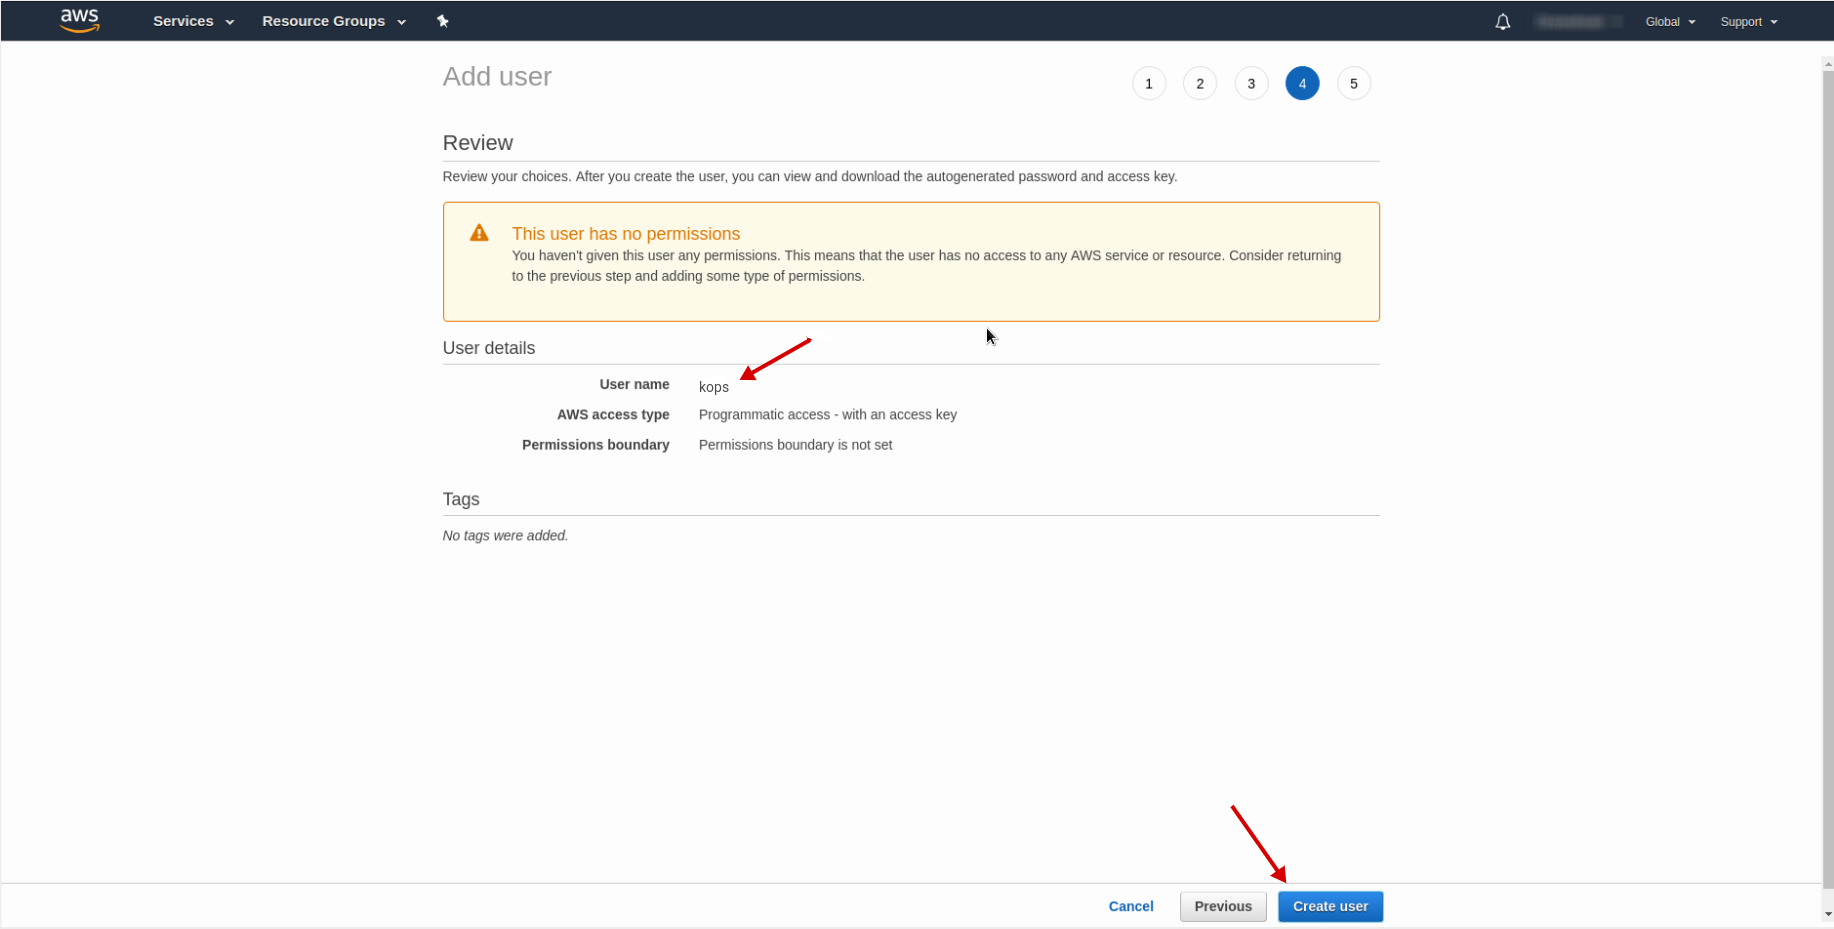 aws Services Resource Groups Global Support
Add user 1 2 3 4 5
Review
Review your choices. After you create the user, you can view and download the autogenerated password and access key.
This user has no permissions
You haven't given this user any permissions. This means that the user has no access to any AWS service or resource. Consider returning
to the previous step and adding some type of permissions.
User details
User name kops
AWS access type Programmatic access - with an access key
Permissions boundary Permissions boundary is not set
Tags
No tags were added.
Cancel Previous Create user